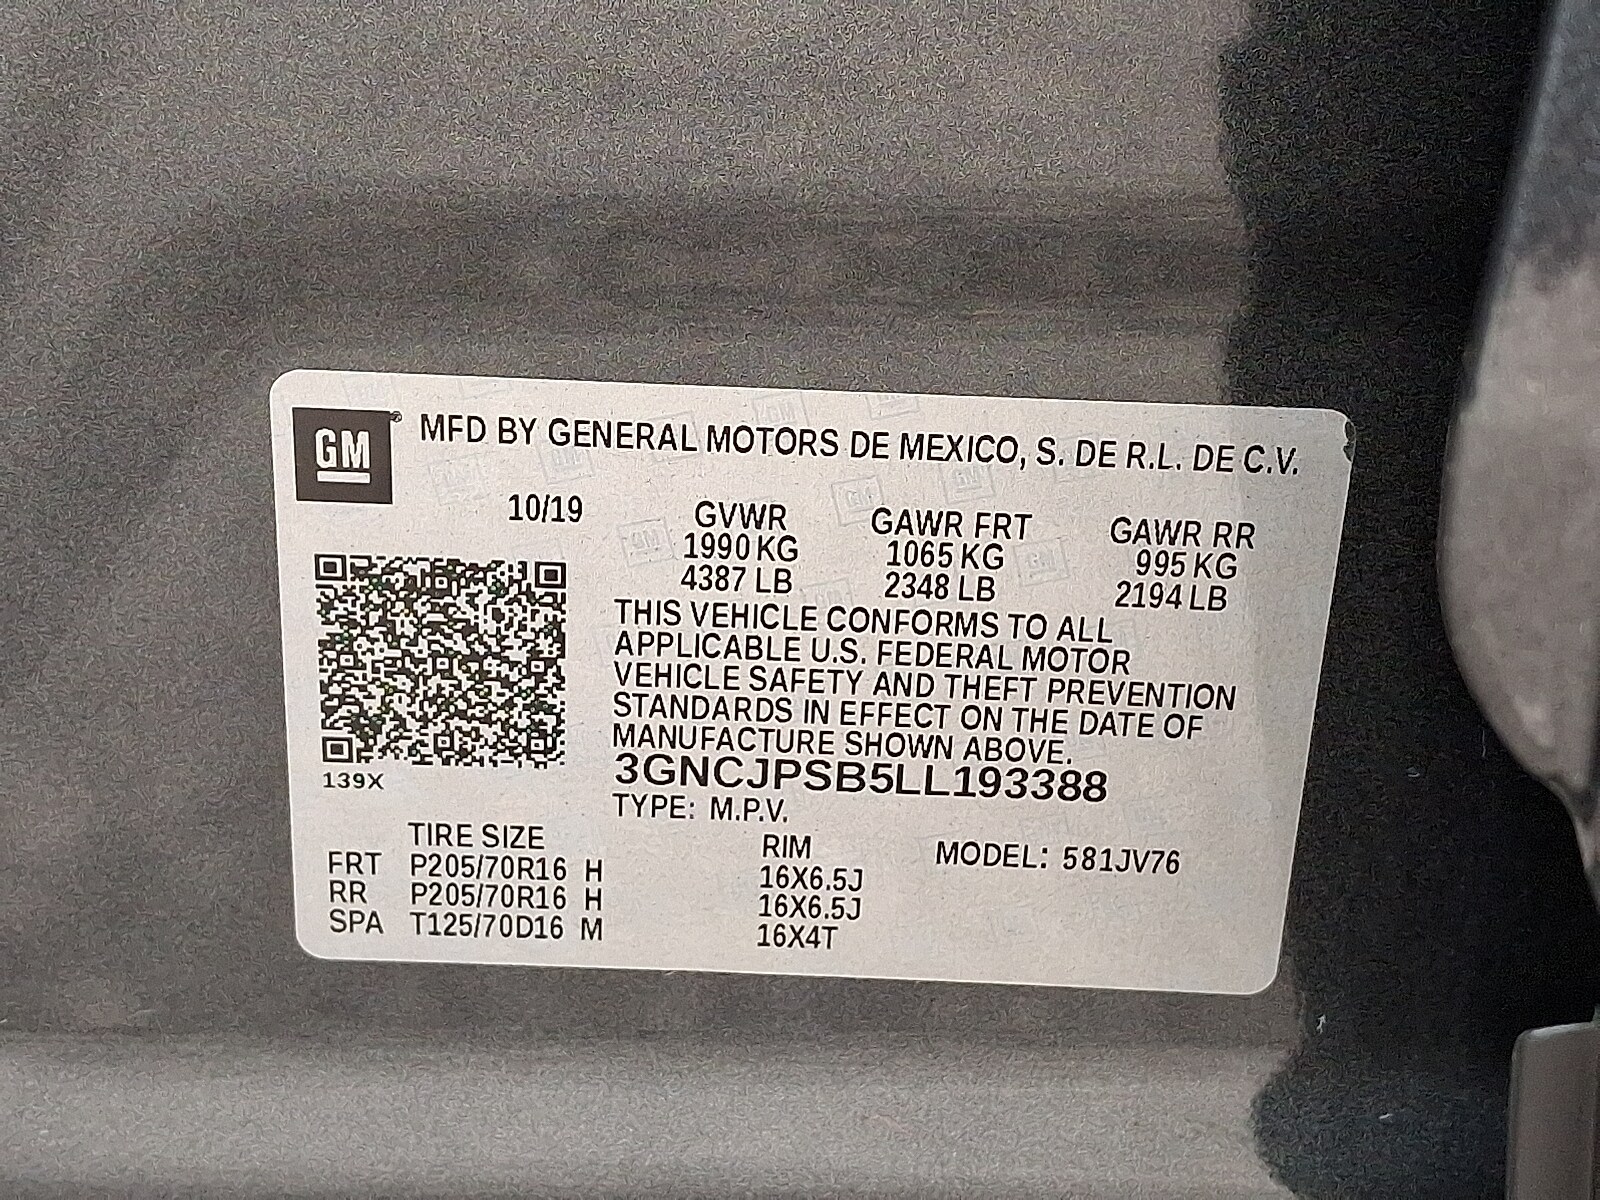 GM® MFD BY GENERAL MOTORS DE MEXICO, S. DE R.L. DE C.V.
10/19 GVWR GAWR FRT GAWR RR
1990 KG 1065 KG 995 KG
4387 LB 2348 LB 2194 LB
THIS VEHICLE CONFORMS TO ALL
APPLICABLE U.S. FEDERAL MOTOR
VEHICLE SAFETY AND THEFT PREVENTION
STANDARDS IN EFFECT ON THE DATE OF
MANUFACTURE SHOWN ABOVE.
139X 3GNCJPSB5LL193388
TYPE: M.P.V.
TIRE SIZE RIM MODEL: 581JV76
FRT P205/70R16 H 16X6.5J
RR P205/70R16 H 16X6.5J
SPA T125/70D16 M 16X4T